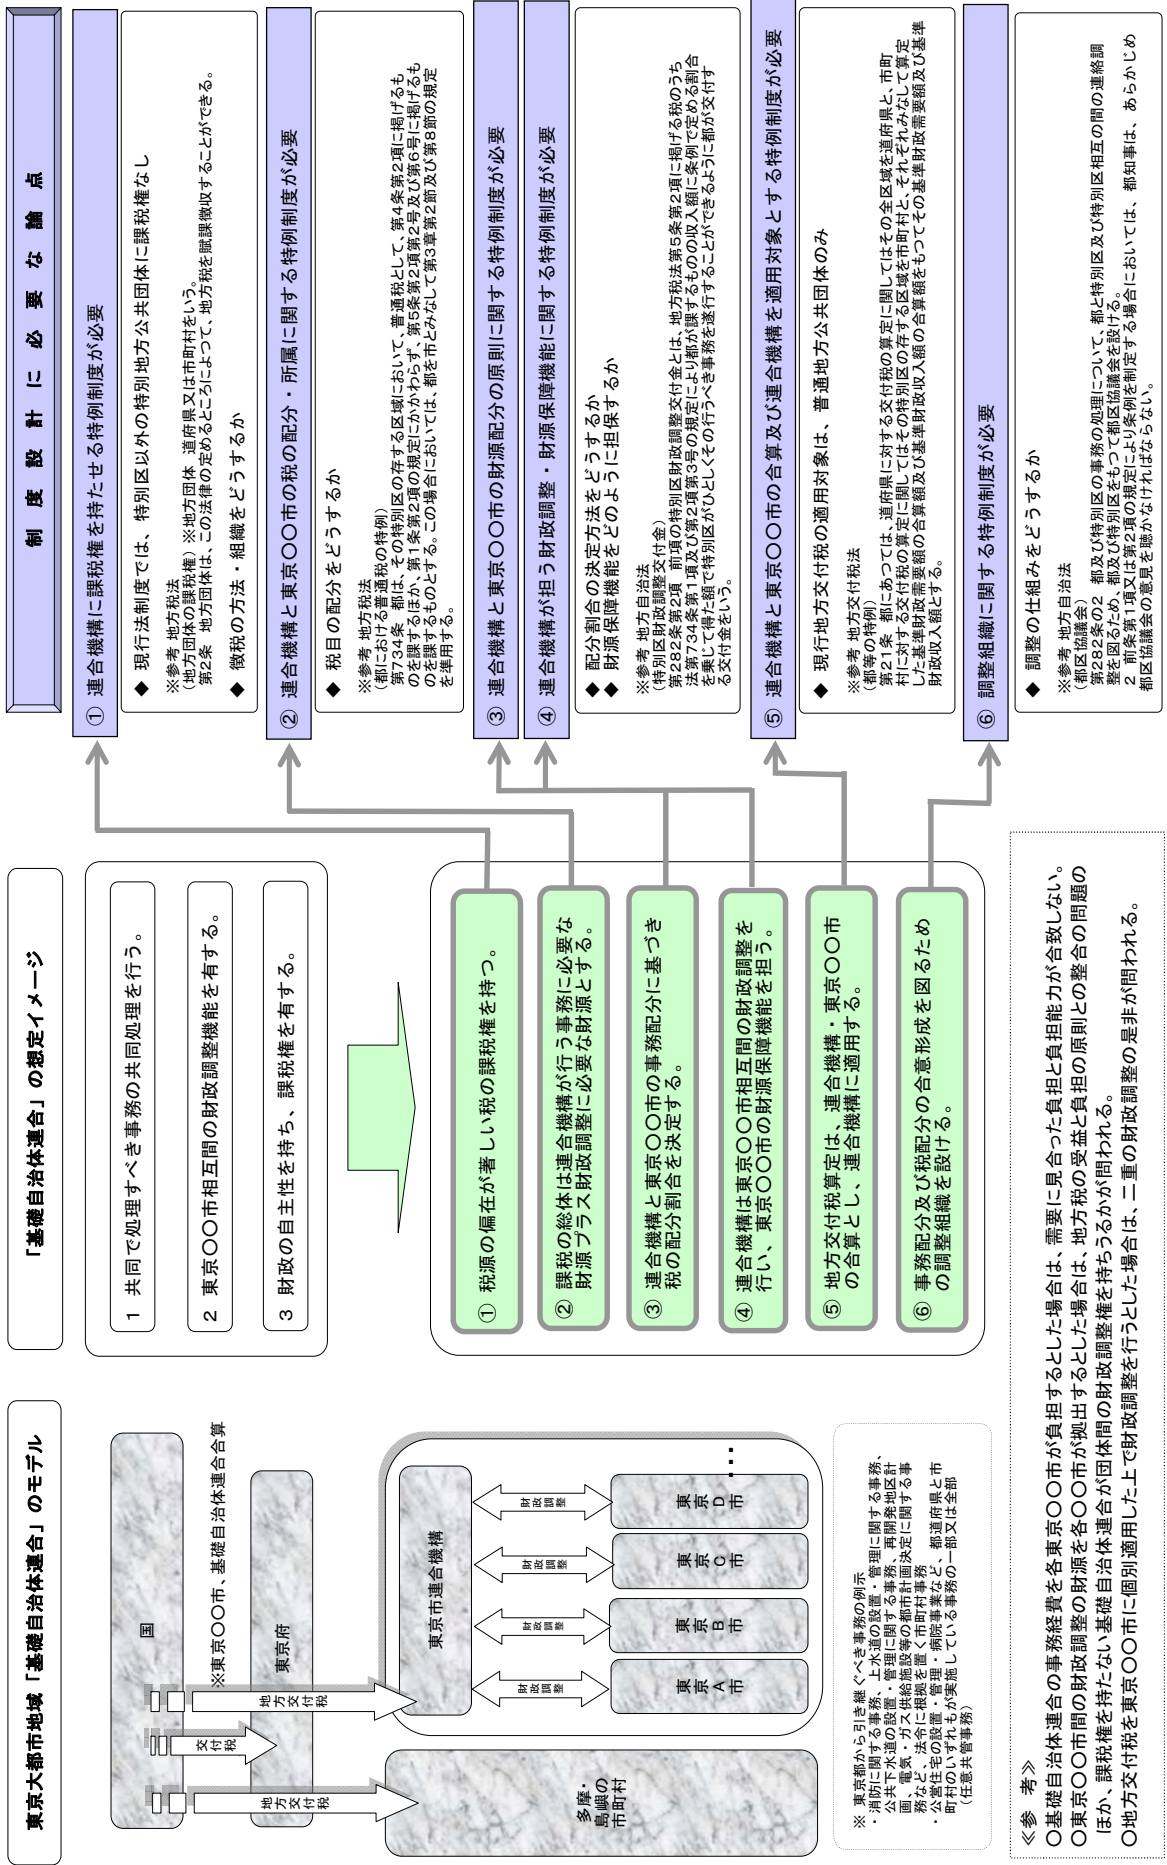 東京大都市地域「基礎自治体連合」のモデル
国
※東京〇〇市、基礎自治体連合合算
東京府
地方交付税
交付税
地方交付税
東京市連合機構
財政調整
財政調整
財政調整
財政調整
東京A市
東京B市
東京C市
東京D市
・・・
多摩・
島嶼の
市町村
※ 東京都から引き継ぐべき事務の例示
・消防に関する事務、上水道の設置・管理に関する事務、
公共下水道の設置・管理に関する事務、再開発地区計
画、電気・ガス供給施設等の都市計画決定に関する事
務など、法令に根拠を置く市町村事務
・公営住宅の設置・管理・病院事業など、都道府県と市
町村のいずれもが実施している事務の一部又は全部
(任意共管事務)
「基礎自治体連合」の想定イメージ
1 共同で処理すべき事務の共同処理を行う。
2 東京〇〇市相互間の財政調整機能を有する。
3 財政の自主性を持ち、課税権を有する。
① 税源の偏在が著しい税の課税権を持つ。
② 課税の総体は連合機構が行う事務に必要な
財源プラス財政調整に必要な財源とする。
③ 連合機構と東京〇〇市の事務配分に基づき
税の配分割合を決定する。
④ 連合機構は東京〇〇市相互間の財政調整を
行い、東京〇〇市の財源保障機能を担う。
⑤ 地方交付税算定は、連合機構・東京〇〇市
の合算とし、連合機構に適用する。
⑥ 事務配分及び税配分の合意形成を図るため
の調整組織を設ける。
制度設計に必要な論点
① 連合機構に課税権を持たせる特例制度が必要
◆ 現行法制度では、特別区以外の特別地方公共団体に課税権なし
※参考 地方税法
(地方団体の課税権) ※地方団体 道府県又は市町村をいう。
第2条 地方団体は、この法律の定めるところによつて、地方税を賦課徴収することができる。
◆ 徴税の方法・組織をどうするか
② 連合機構と東京〇〇市の税の配分・所属に関する特例制度が必要
◆ 税目の配分をどうするか
※参考 地方税法
(都における普通税の特例)
第734条 都は、その特別区の存する区域において、普通税として、第4条第2項に掲げるも
のを課するほか、第1条第2項の規定にかかわらず、第5条第2項第2号及び第6号に掲げるも
のを課するものとする。この場合においては、都を市とみなして第3章第2節及び第8節の規定
を準用する。
③ 連合機構と東京〇〇市の財源配分の原則に関する特例制度が必要
④ 連合機構が担う財政調整・財源保障機能に関する特例制度が必要
◆ 配分割合の決定方法をどうするか
◆ 財源保障機能をどのように担保するか
※参考 地方自治法
(特別区財政調整交付金)
第282条第2項 前項の特別区財政調整交付金とは、地方税法第5条第2項に掲げる税のうち
法第734条第1項及び第2項第3号の規定により都が課するものの収入額に条例で定める割合
を乗じて得た額で特別区がひとしくその行うべき事務を遂行することができるように都が交付す
る交付金をいう。
⑤ 連合機構と東京〇〇市の合算及び連合機構を適用対象とする特例制度が必要
◆ 現行地方交付税の適用対象は、普通地方公共団体のみ
※参考 地方交付税法
(都等の特例)
第21条 都にあつては、道府県に対する交付税の算定に関してはその全区域を道府県と、市町
村に対する交付税の算定に関してはその特別区の存する区域を市町村と、それぞれみなして算定
した基準財政需要額の合算額及び基準財政収入額の合算額をもつてその基準財政需要額及び基準
財政収入額とする。
⑥ 調整組織に関する特例制度が必要
◆ 調整の仕組みをどうするか
※参考 地方自治法
(都区協議会)
第282条の2 都及び特別区の事務の処理について、都と特別区及び特別区相互の間の連絡調
整を図るため、都及び特別区をもつて都区協議会を設ける。
2 前条第1項又は第2項の規定により条例を制定する場合においては、都知事は、あらかじめ
都区協議会の意見を聴かなければならない。
≪参 考≫
〇基礎自治体連合の事務経費を各東京〇〇市が負担するとした場合は、需要に見合った負担と負担能力が合致しない。
〇東京〇〇市間の財政調整の財源を各〇〇市が拠出するとした場合は、地方税の受益と負担の原則との整合の問題の
ほか、課税権を持たない基礎自治体連合が団体間の財政調整権を持ちうるかが問われる。
〇地方交付税を東京〇〇市に個別適用した上で財政調整を行うとした場合は、二重の財政調整の是非が問われる。